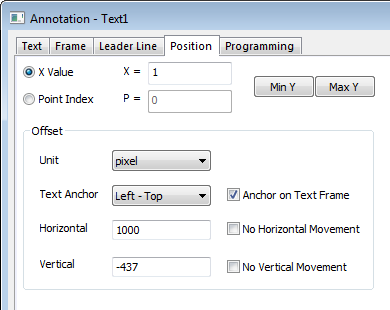 Annotation - Text1
Text Frame Leader Line Position Programming
X Value X = 1
Min Y Max Y
Point Index P = 0
Offset
Unit pixel
Text Anchor Left - Top Anchor on Text Frame
Horizontal 1000 No Horizontal Movement
Vertical -437 No Vertical Movement